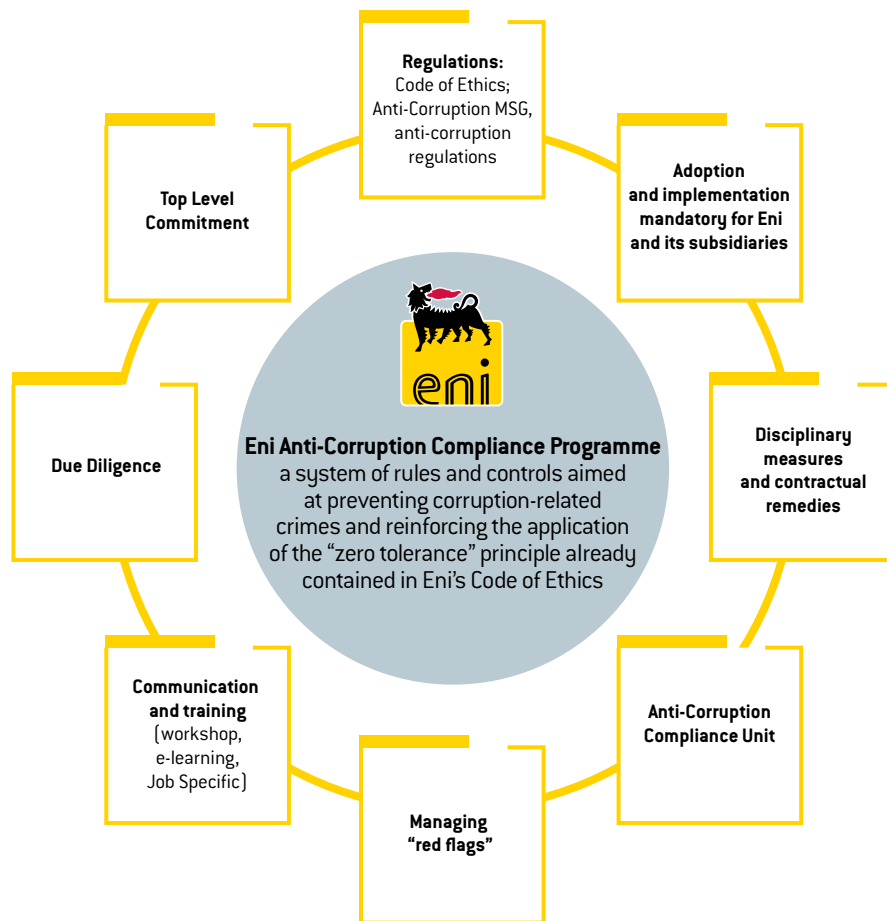 Regulations:
Code of Ethics;
Anti-Corruption MSG,
anti-corruption
regulations
Adoption
and implementation
mandatory for Eni
and its subsidiaries
Disciplinary
measures
and contractual
remedies
Anti-Corruption
Compliance Unit
Managing
“red flags”
Communication
and training
(workshop,
e-learning,
Job Specific)
Due Diligence
Top Level
Commitment
eni
Eni Anti-Corruption Compliance Programme
a system of rules and controls aimed
at preventing corruption-related
crimes and reinforcing the application
of the “zero tolerance” principle already
contained in Eni’s Code of Ethics